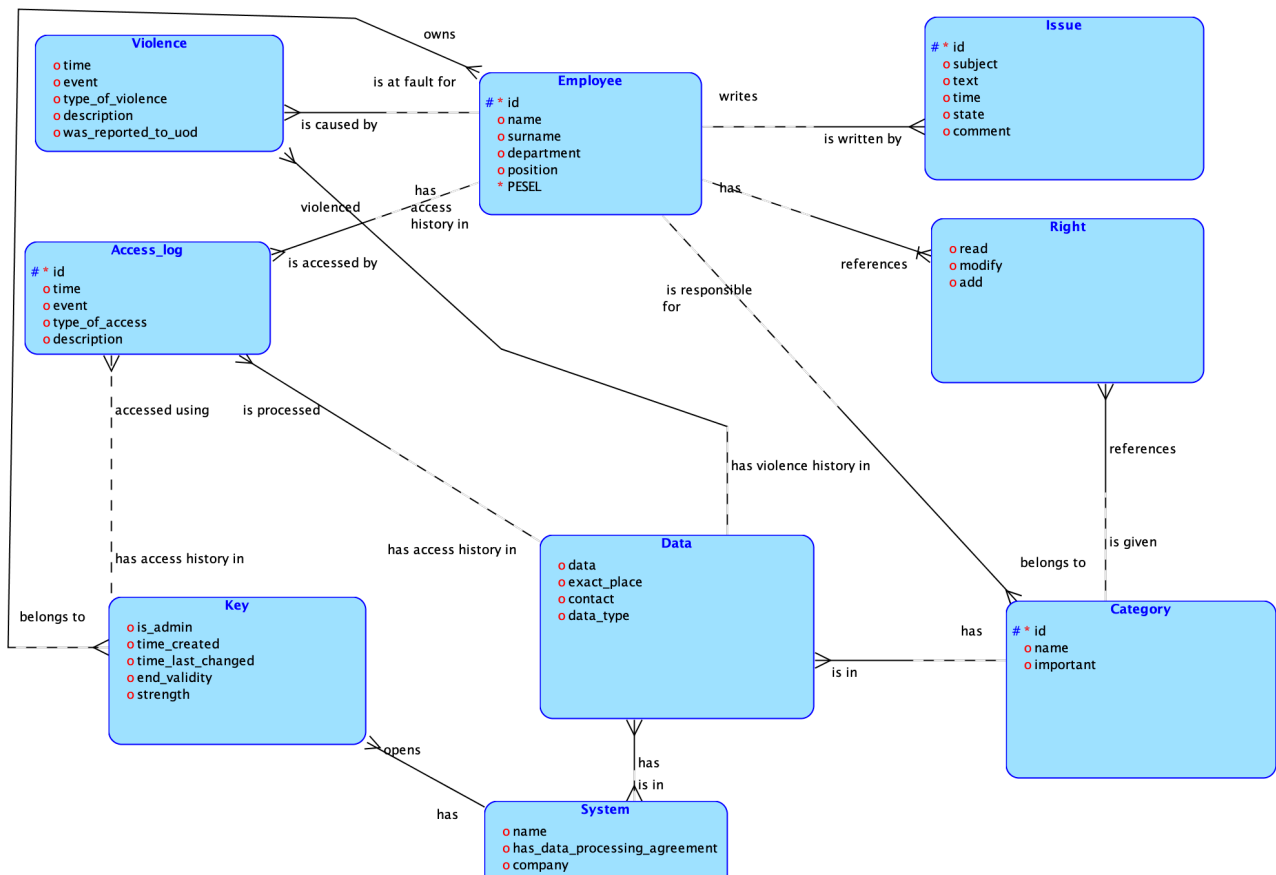 owns
Violence
o time
o event
o type_of_violence
o description
o was_reported_to_uod
is at fault for
is caused by
Employee
# * id
o name
o surname
o department
o position
* PESEL
writes
is written by
Issue
# * id
o subject
o text
o time
o state
o comment
has
access
history in
violenced
is accessed by
has
references
Right
o read
o modify
o add
Access_log
# * id
o time
o event
o type_of_access
o description
is responsible
for
accessed using
is processed
has violence history in
references
is given
has access history in
has access history in
belongs to
belongs to
Key
o is_admin
o time_created
o time_last_changed
o end_validity
o strength
Data
o data
o exact_place
o contact
o data_type
has
is in
Category
# * id
o name
o important
opens
has
has
is in
System
o name
o has_data_processing_agreement
o company